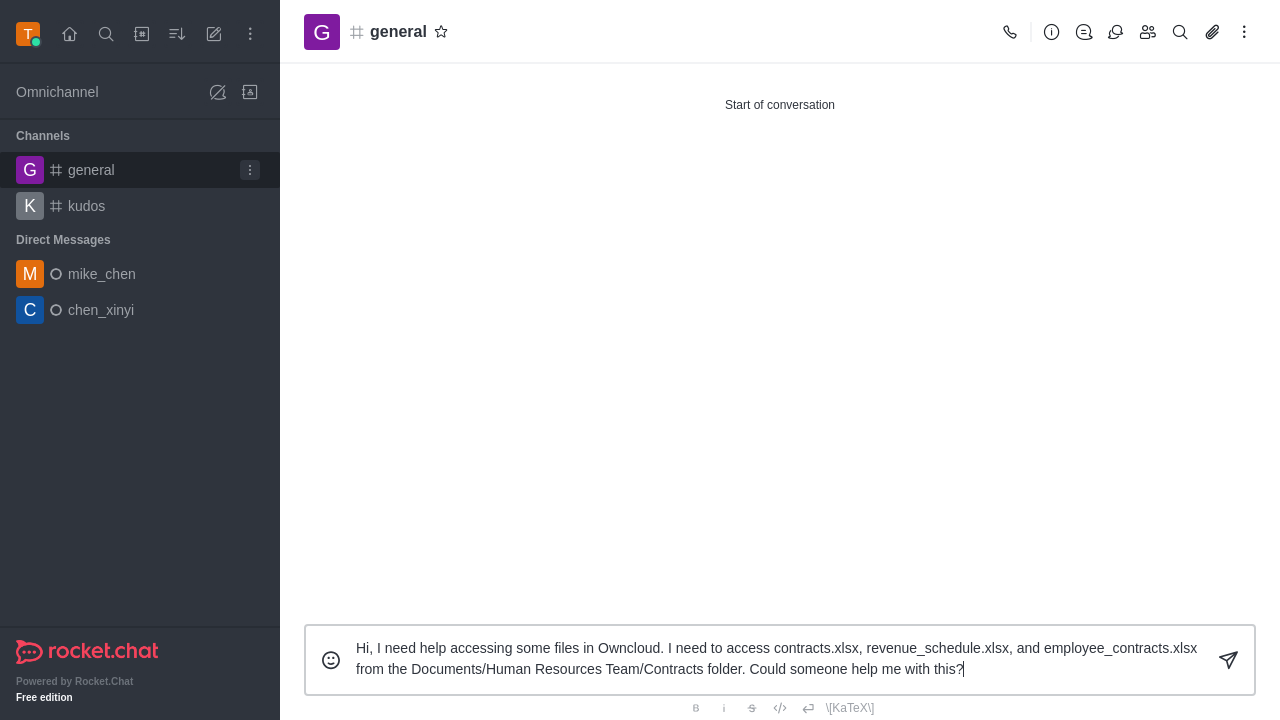 T
Omnichannel
Channels
G general
K kudos
Direct Messages
M mike_chen
C chen_xinyi
rocket.chat
Powered by Rocket.Chat
Free edition
G general
Start of conversation
Hi, I need help accessing some files in Owncloud. I need to access contracts.xlsx, revenue_schedule.xlsx, and employee_contracts.xlsx
from the Documents/Human Resources Team/Contracts folder. Could someone help me with this?
B i S \[KaTeX\]